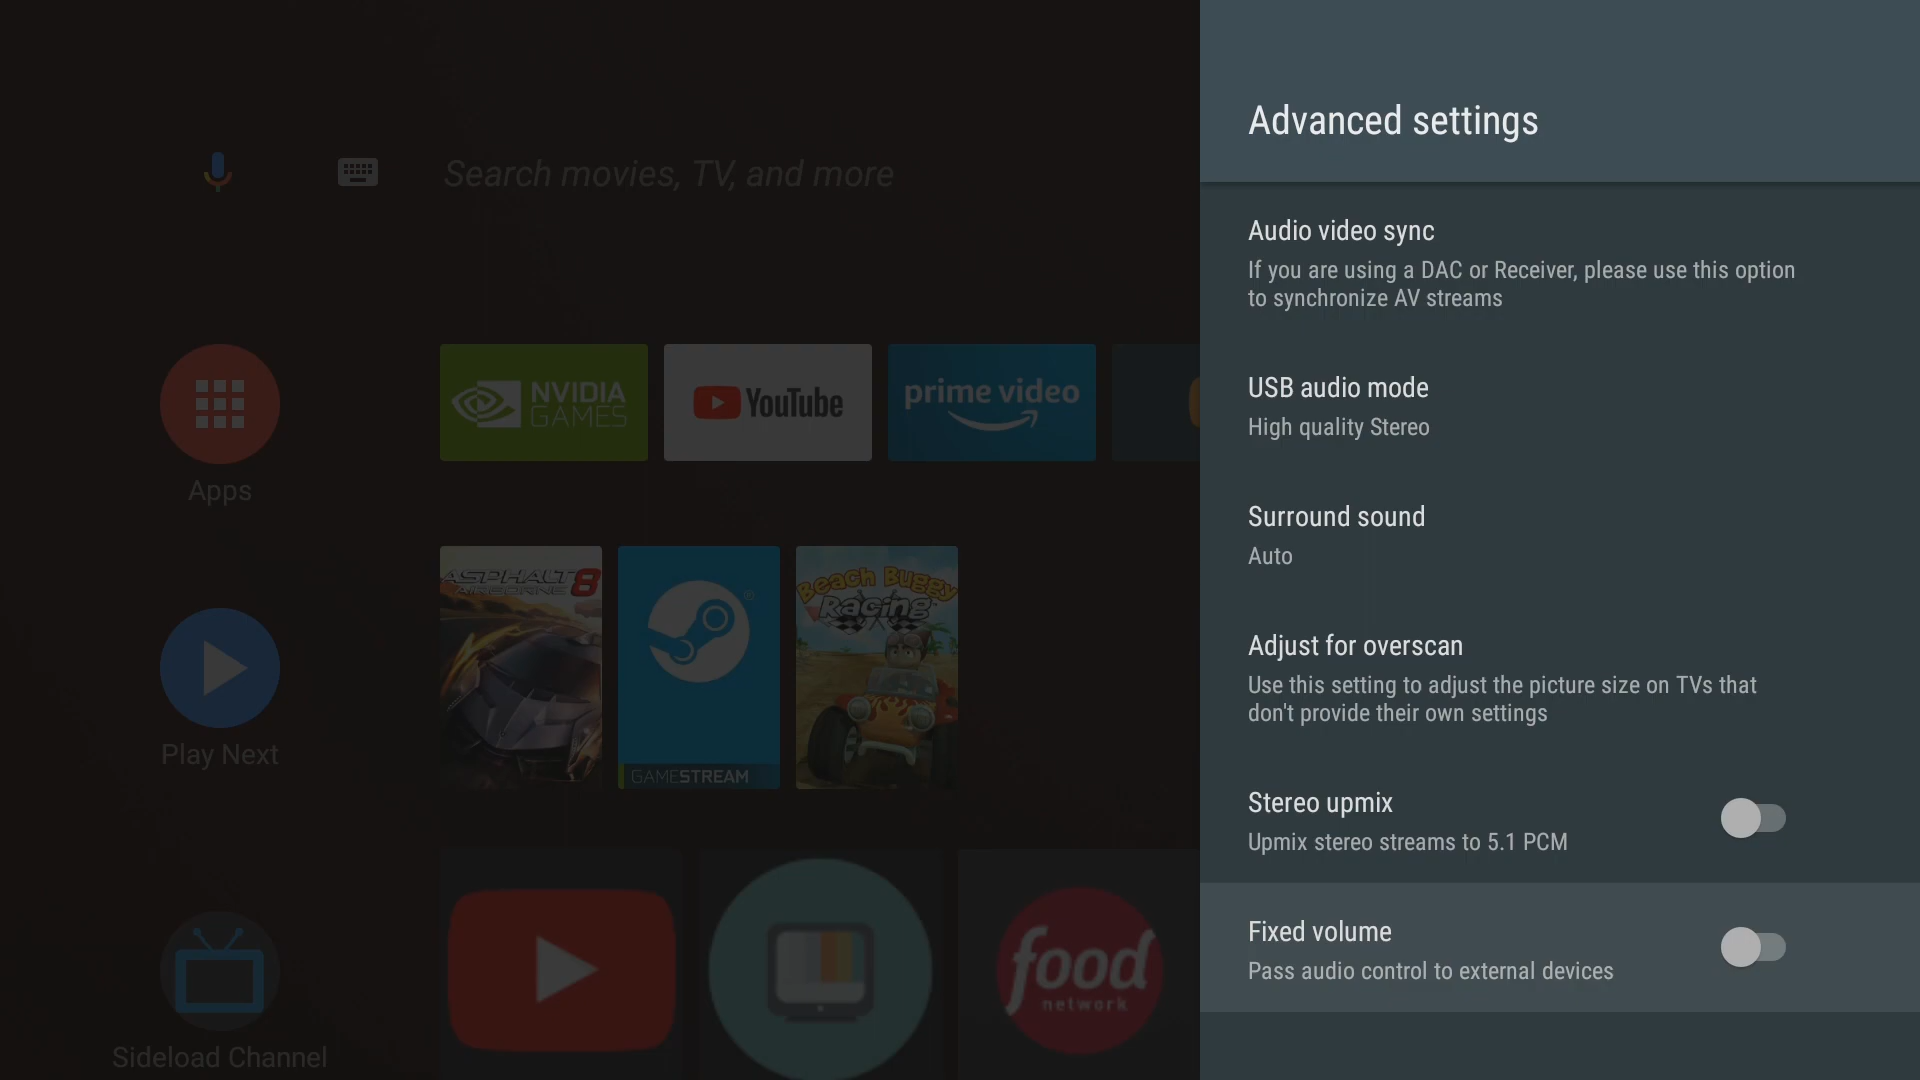 Search movies, TV, and more
Apps
NVIDIA
GAMES
YouTube
prime video
ASPHALT 8
AIRBORNE
®
GAMESTREAM
Beach Buggy
Racing
Play Next
food
network
Sideload Channel
Advanced settings
Audio video sync
If you are using a DAC or Receiver, please use this option
to synchronize AV streams
USB audio mode
High quality Stereo
Surround sound
Auto
Adjust for overscan
Use this setting to adjust the picture size on TVs that
don't provide their own settings
Stereo upmix
Upmix stereo streams to 5.1 PCM
Fixed volume
Pass audio control to external devices